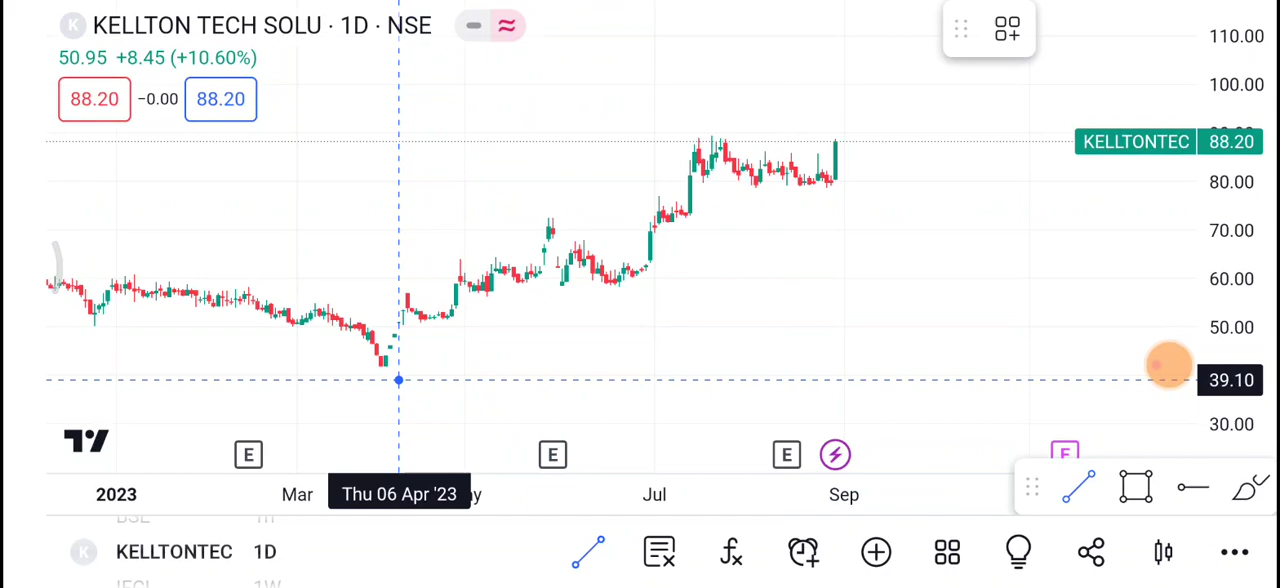 K KELLTON TECH SOLU · 1D · NSE
50.95 +8.45 (+10.60%)
88.20 −0.00 88.20
110.00
100.00
KELLTONTEC 88.20
80.00
70.00
60.00
50.00
39.10
30.00
E E E
2023 Mar Thu 06 Apr '23 Jul Sep
K KELLTONTEC 1D